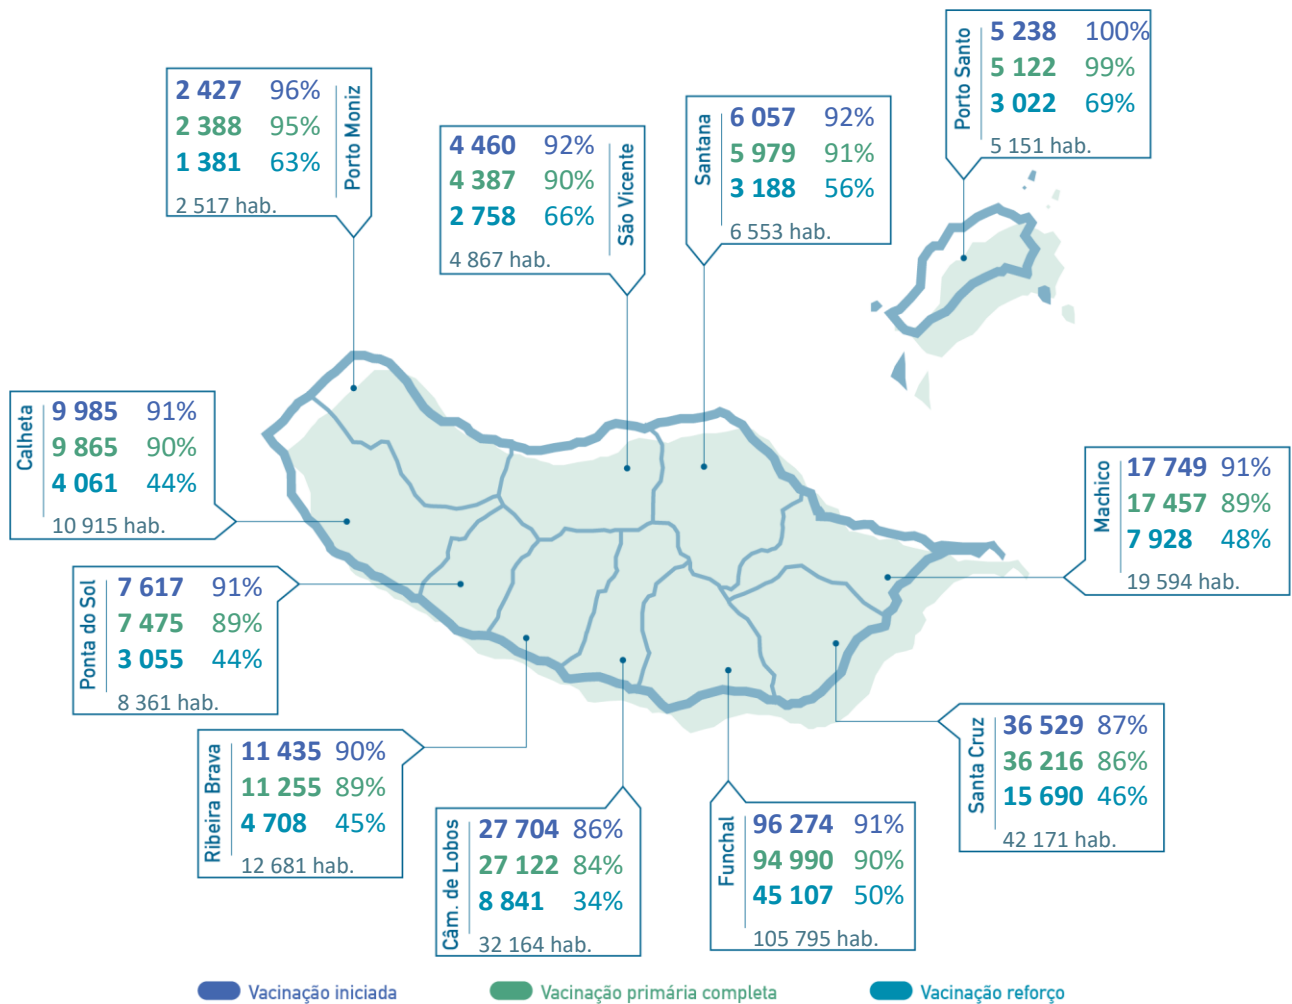 Porto Santo
5 238 100%
5 122 99%
3 022 69%
5 151 hab.
Porto Moniz
2 427 96%
2 388 95%
1 381 63%
2 517 hab.
Santana
6 057 92%
5 979 91%
3 188 56%
6 553 hab.
São Vicente
4 460 92%
4 387 90%
2 758 66%
4 867 hab.
Calheta
9 985 91%
9 865 90%
4 061 44%
10 915 hab.
Machico
17 749 91%
17 457 89%
7 928 48%
19 594 hab.
Ponta do Sol
7 617 91%
7 475 89%
3 055 44%
8 361 hab.
Ribeira Brava
11 435 90%
11 255 89%
4 708 45%
12 681 hab.
Santa Cruz
36 529 87%
36 216 86%
15 690 46%
42 171 hab.
Câm. de Lobos
27 704 86%
27 122 84%
8 841 34%
32 164 hab.
Funchal
96 274 91%
94 990 90%
45 107 50%
105 795 hab.
Vacinação iniciada
Vacinação primária completa
Vacinação reforço